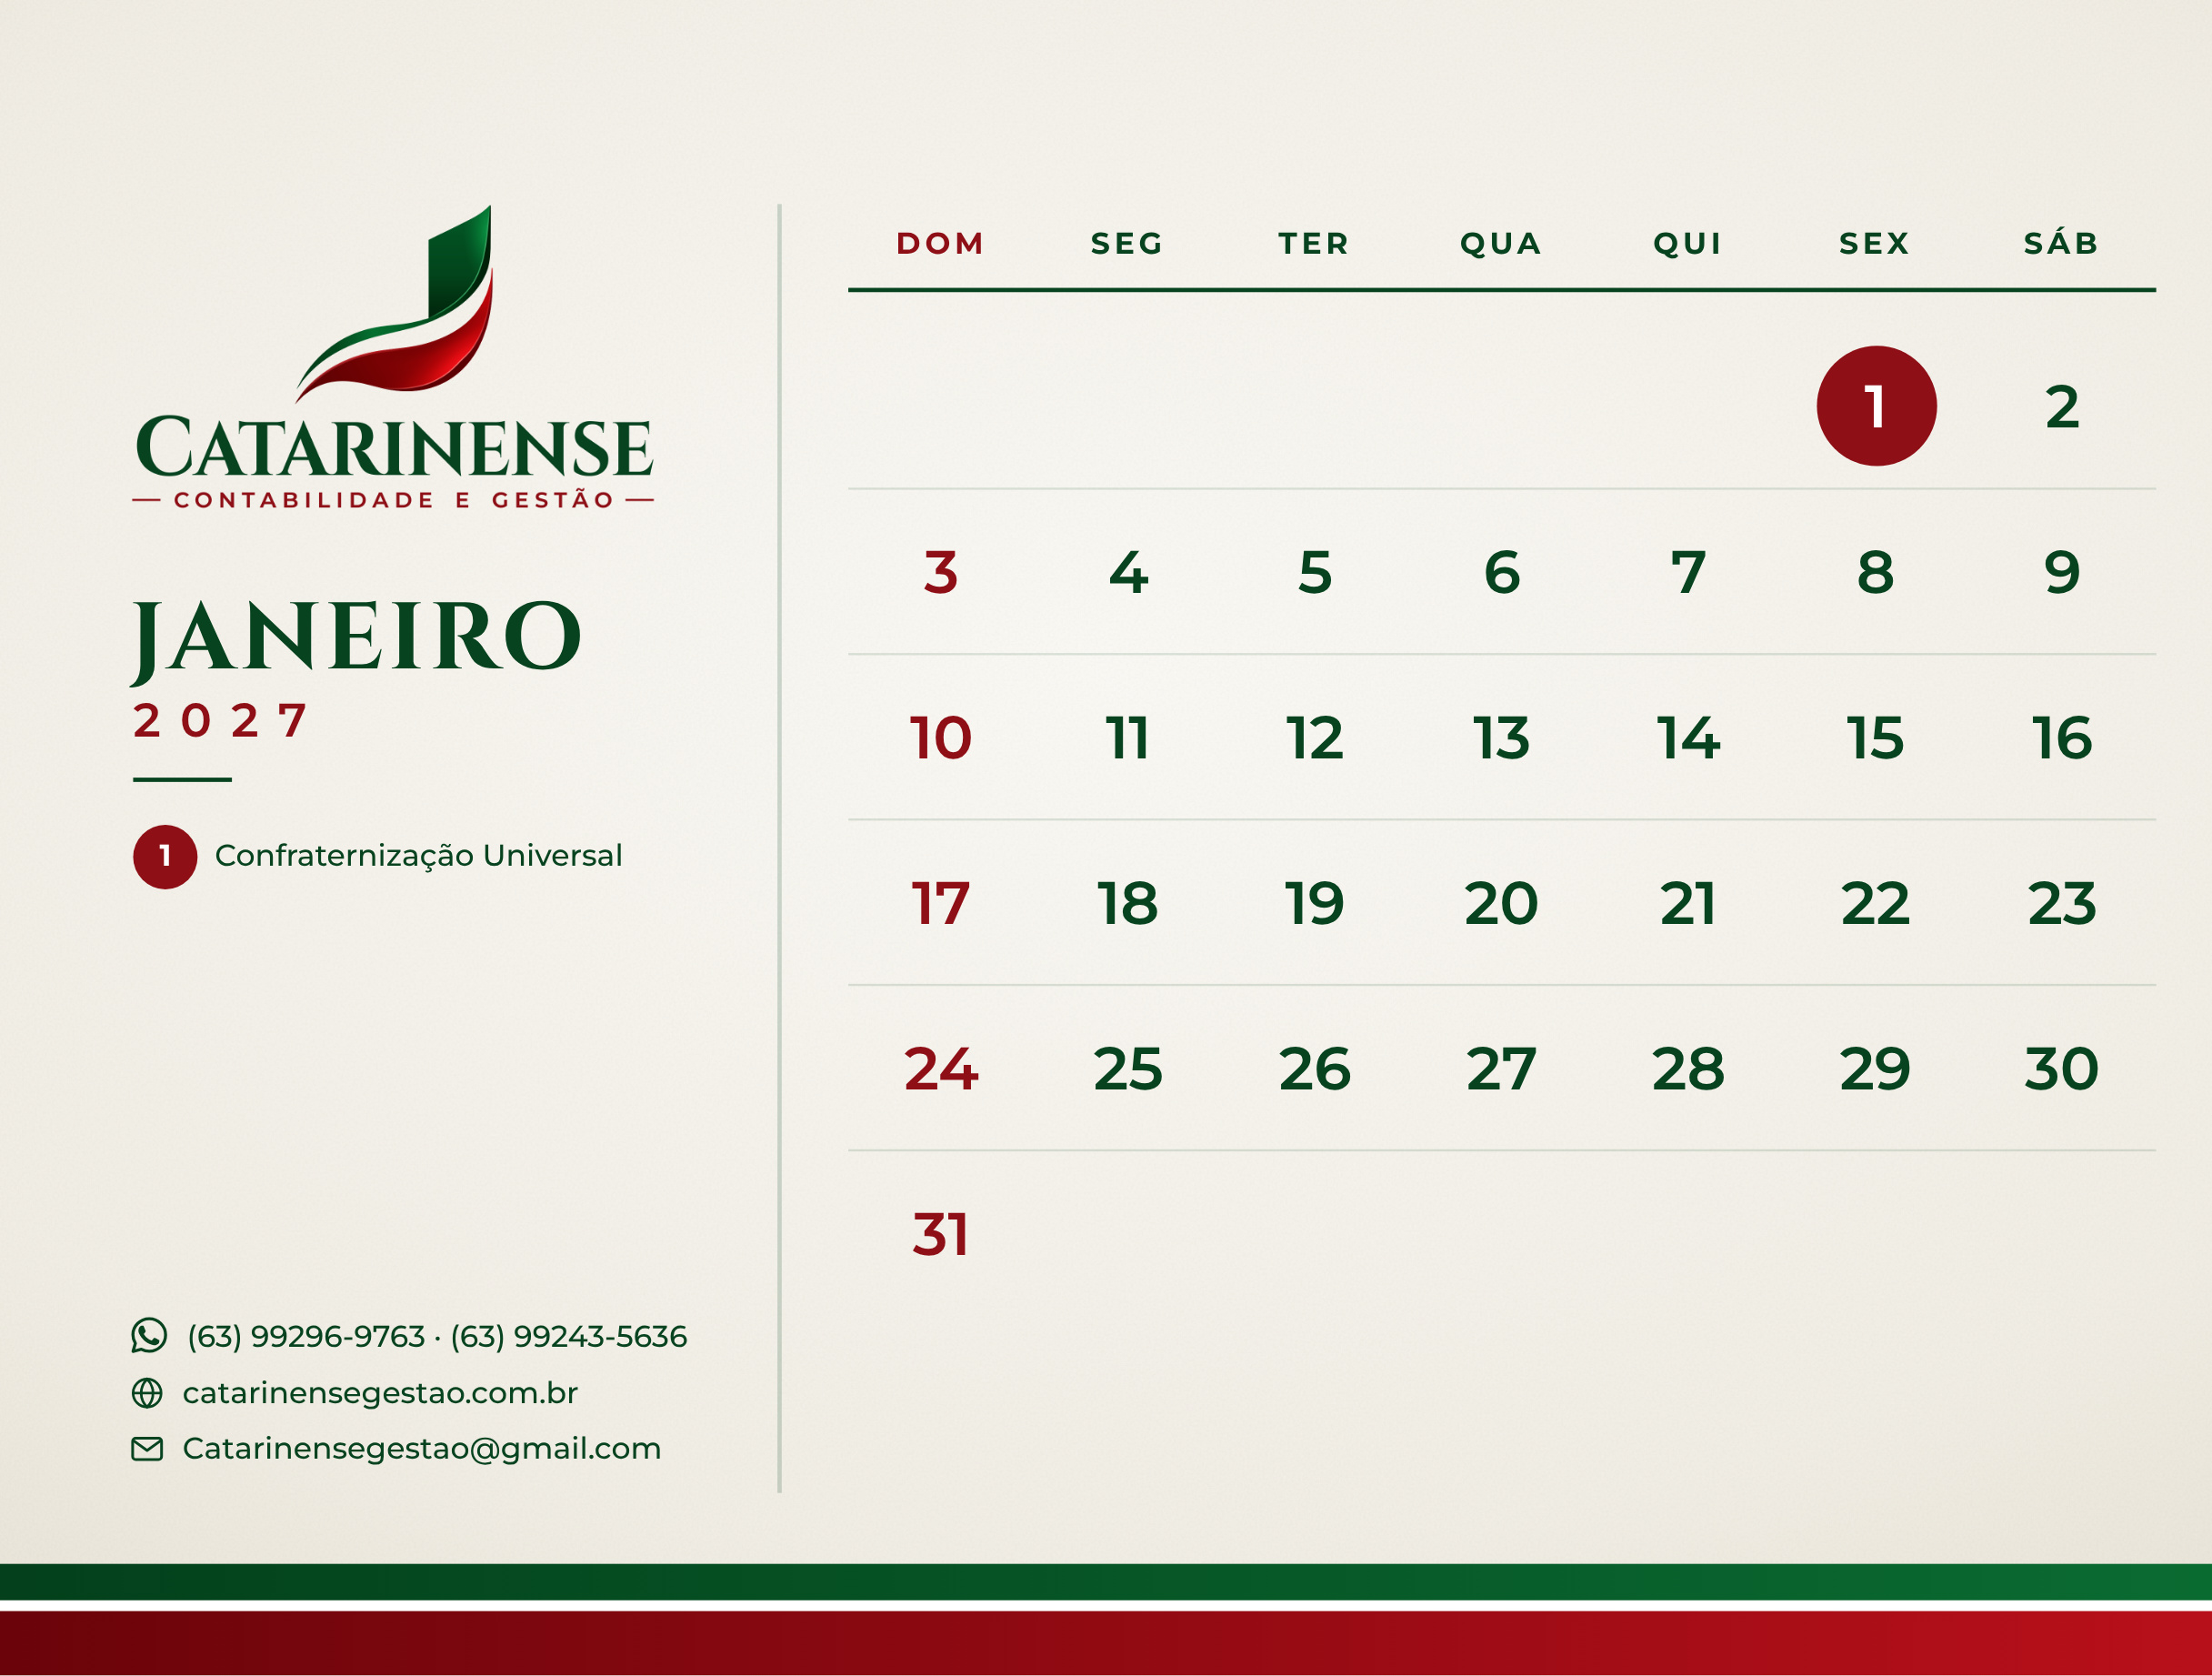 CATARINENSE
CONTABILIDADE E GESTÃO
JANEIRO
2027
1 Confraternização Universal
(63) 99296-9763 · (63) 99243-5636
catarinensegestao.com.br
Catarinensegestao@gmail.com
DOM SEG TER QUA QUI SEX SÁB
1 2
3 4 5 6 7 8 9
10 11 12 13 14 15 16
17 18 19 20 21 22 23
24 25 26 27 28 29 30
31